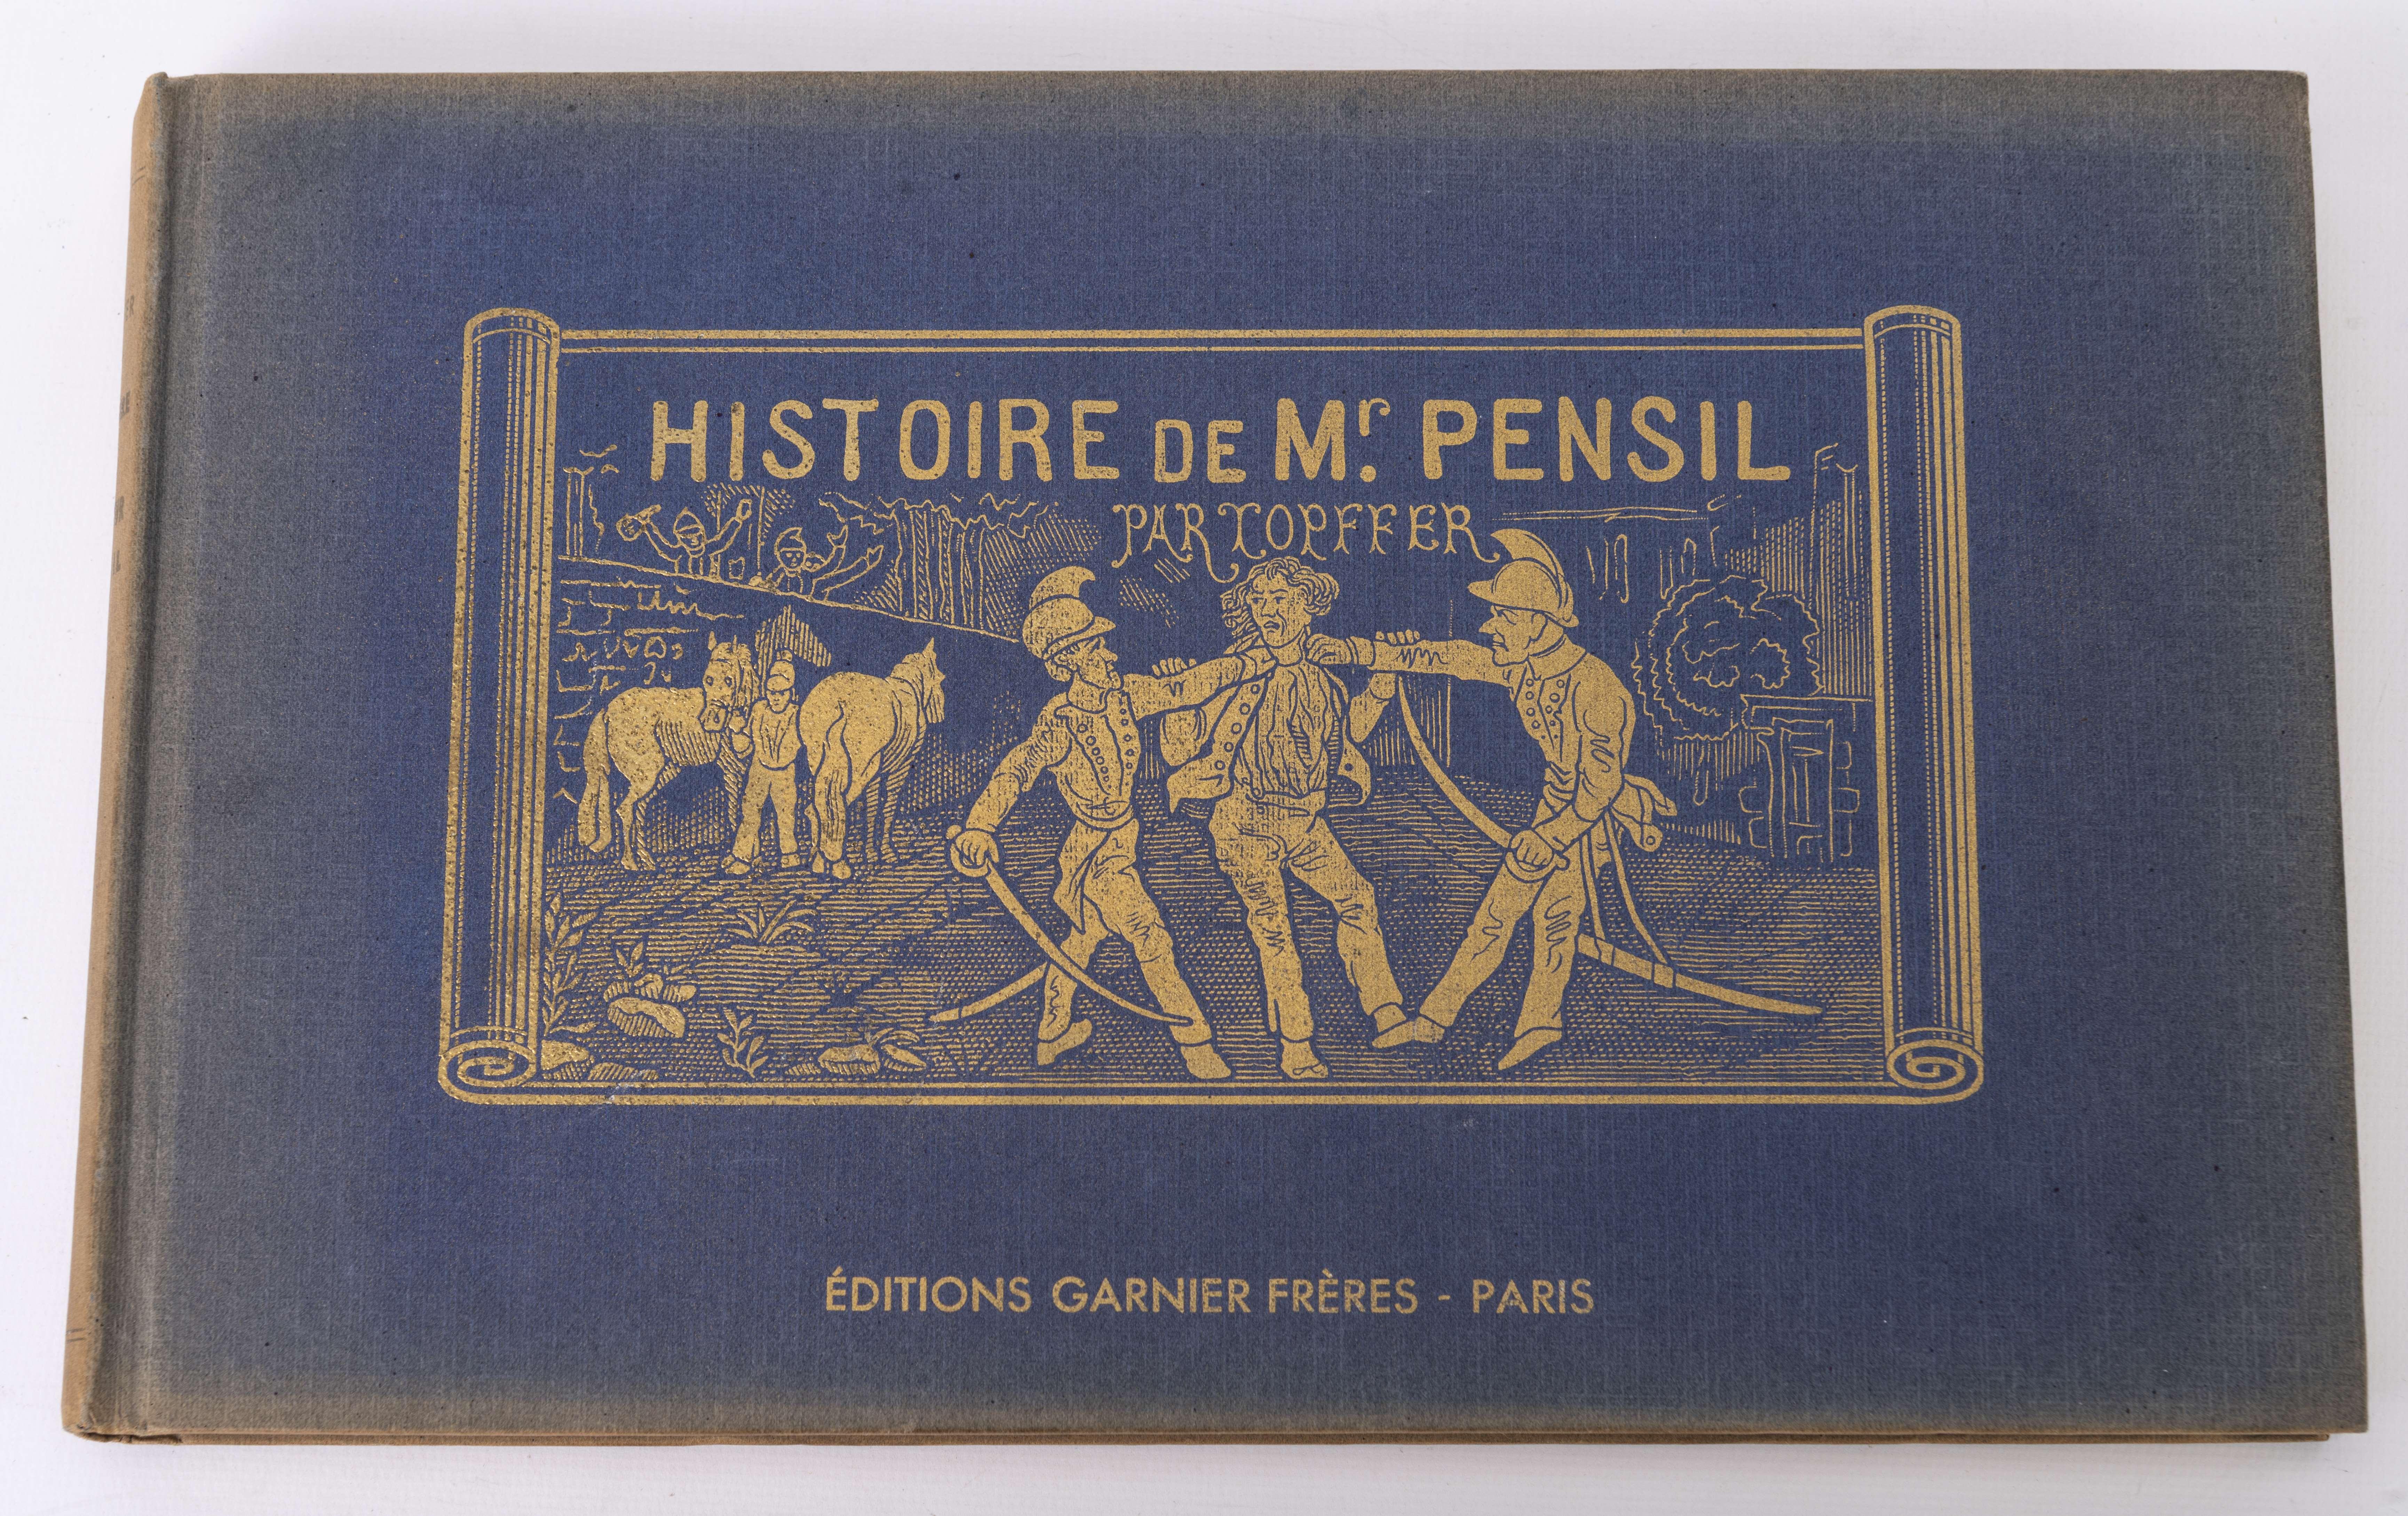 HISTOIRE DE Mr. PENSIL
PAR TOPFFER
ÉDITIONS GARNIER FRÈRES - PARIS